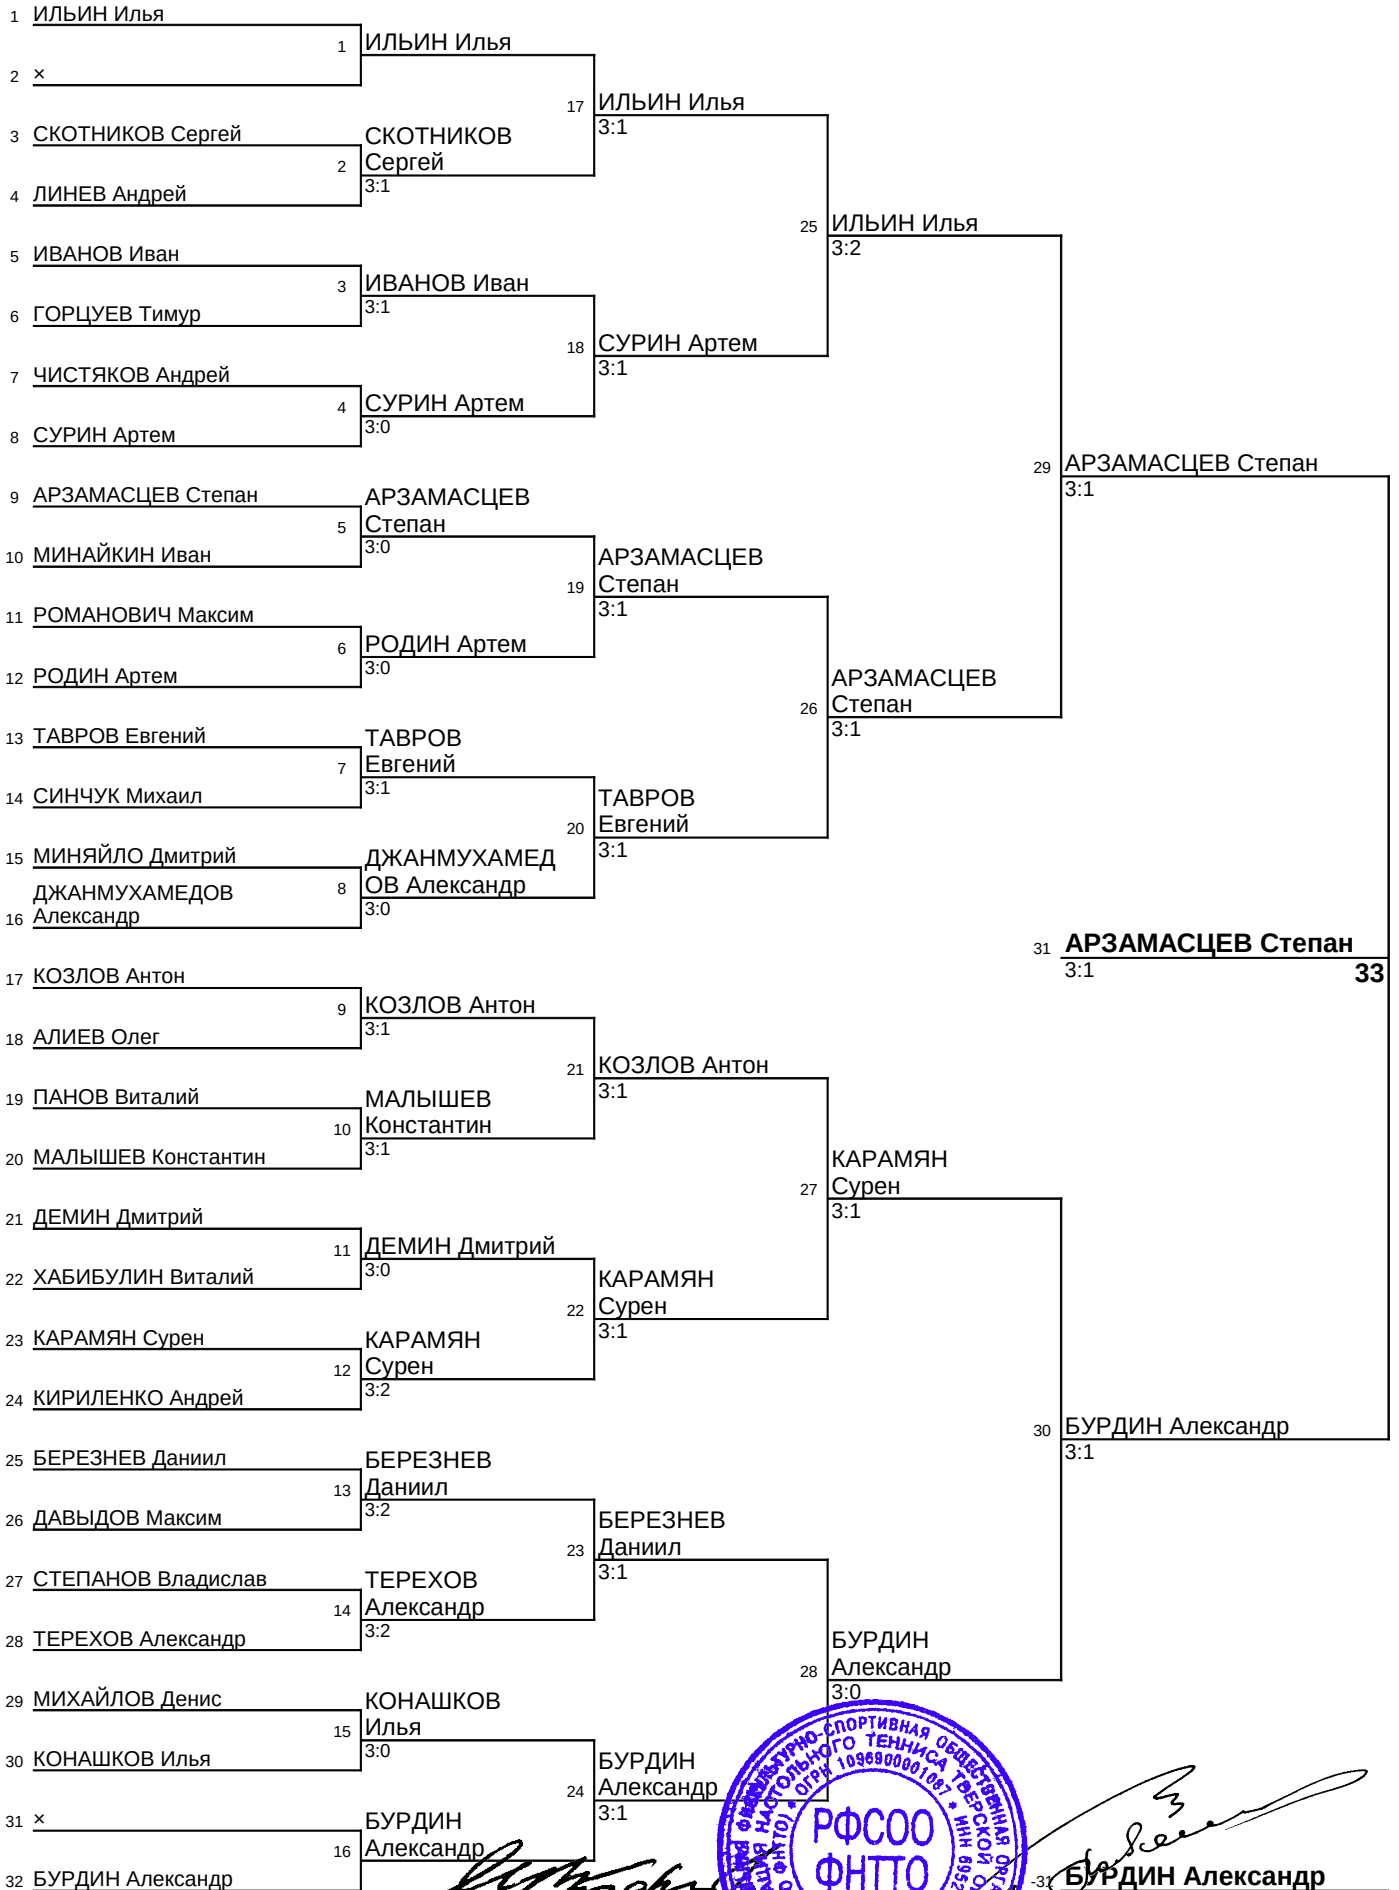 1 ИЛЬИН Илья
1 ИЛЬИН Илья
2 ×
17 ИЛЬИН Илья
3:1
3 СКОТНИКОВ Сергей
СКОТНИКОВ
2 Сергей
3:1
4 ЛИНЕВ Андрей
25 ИЛЬИН Илья
3:2
5 ИВАНОВ Иван
3 ИВАНОВ Иван
3:1
6 ГОРЦУЕВ Тимур
18 СУРИН Артем
3:1
7 ЧИСТЯКОВ Андрей
4 СУРИН Артем
3:0
8 СУРИН Артем
29 АРЗАМАСЦЕВ Степан
3:1
9 АРЗАМАСЦЕВ Степан
АРЗАМАСЦЕВ
5 Степан
3:0
10 МИНАЙКИН Иван
АРЗАМАСЦЕВ
19 Степан
3:1
11 РОМАНОВИЧ Максим
6 РОДИН Артем
3:0
12 РОДИН Артем
АРЗАМАСЦЕВ
26 Степан
3:1
13 ТАВРОВ Евгений
ТАВРОВ
7 Евгений
3:1
14 СИНЧУК Михаил
ТАВРОВ
20 Евгений
3:1
15 МИНЯЙЛО Дмитрий
ДЖАНМУХАМЕД
8 ОВ Александр
3:0
ДЖАНМУХАМЕДОВ
16 Александр
31 АРЗАМАСЦЕВ Степан
3:1 33
17 КОЗЛОВ Антон
9 КОЗЛОВ Антон
3:1
18 АЛИЕВ Олег
21 КОЗЛОВ Антон
3:1
19 ПАНОВ Виталий
МАЛЫШЕВ
10 Константин
3:1
20 МАЛЫШЕВ Константин
КАРАМЯН
27 Сурен
3:1
21 ДЕМИН Дмитрий
11 ДЕМИН Дмитрий
3:0
22 ХАБИБУЛИН Виталий
КАРАМЯН
22 Сурен
3:1
23 КАРАМЯН Сурен
КАРАМЯН
12 Сурен
3:2
24 КИРИЛЕНКО Андрей
30 БУРДИН Александр
3:1
25 БЕРЕЗНЕВ Даниил
БЕРЕЗНЕВ
13 Даниил
3:2
26 ДАВЫДОВ Максим
БЕРЕЗНЕВ
23 Даниил
3:1
27 СТЕПАНОВ Владислав
ТЕРЕХОВ
14 Александр
3:2
28 ТЕРЕХОВ Александр
БУРДИН
28 Александр
3:0
29 МИХАЙЛОВ Денис
КОНАШКОВ
15 Илья
3:0
30 КОНАШКОВ Илья
БУРДИН
24 Александр
3:1
31 ×
БУРДИН
16 Александр
32 БУРДИН Александр
-31 БУРДИН Александр
СПОРТИВНАЯ
НАСТОЛЬНОГО ТЕННИСА ТВЕРСКОЙ
ОГРН 1096900001087 * ИНН 6952
РФСОО
ФНТТО